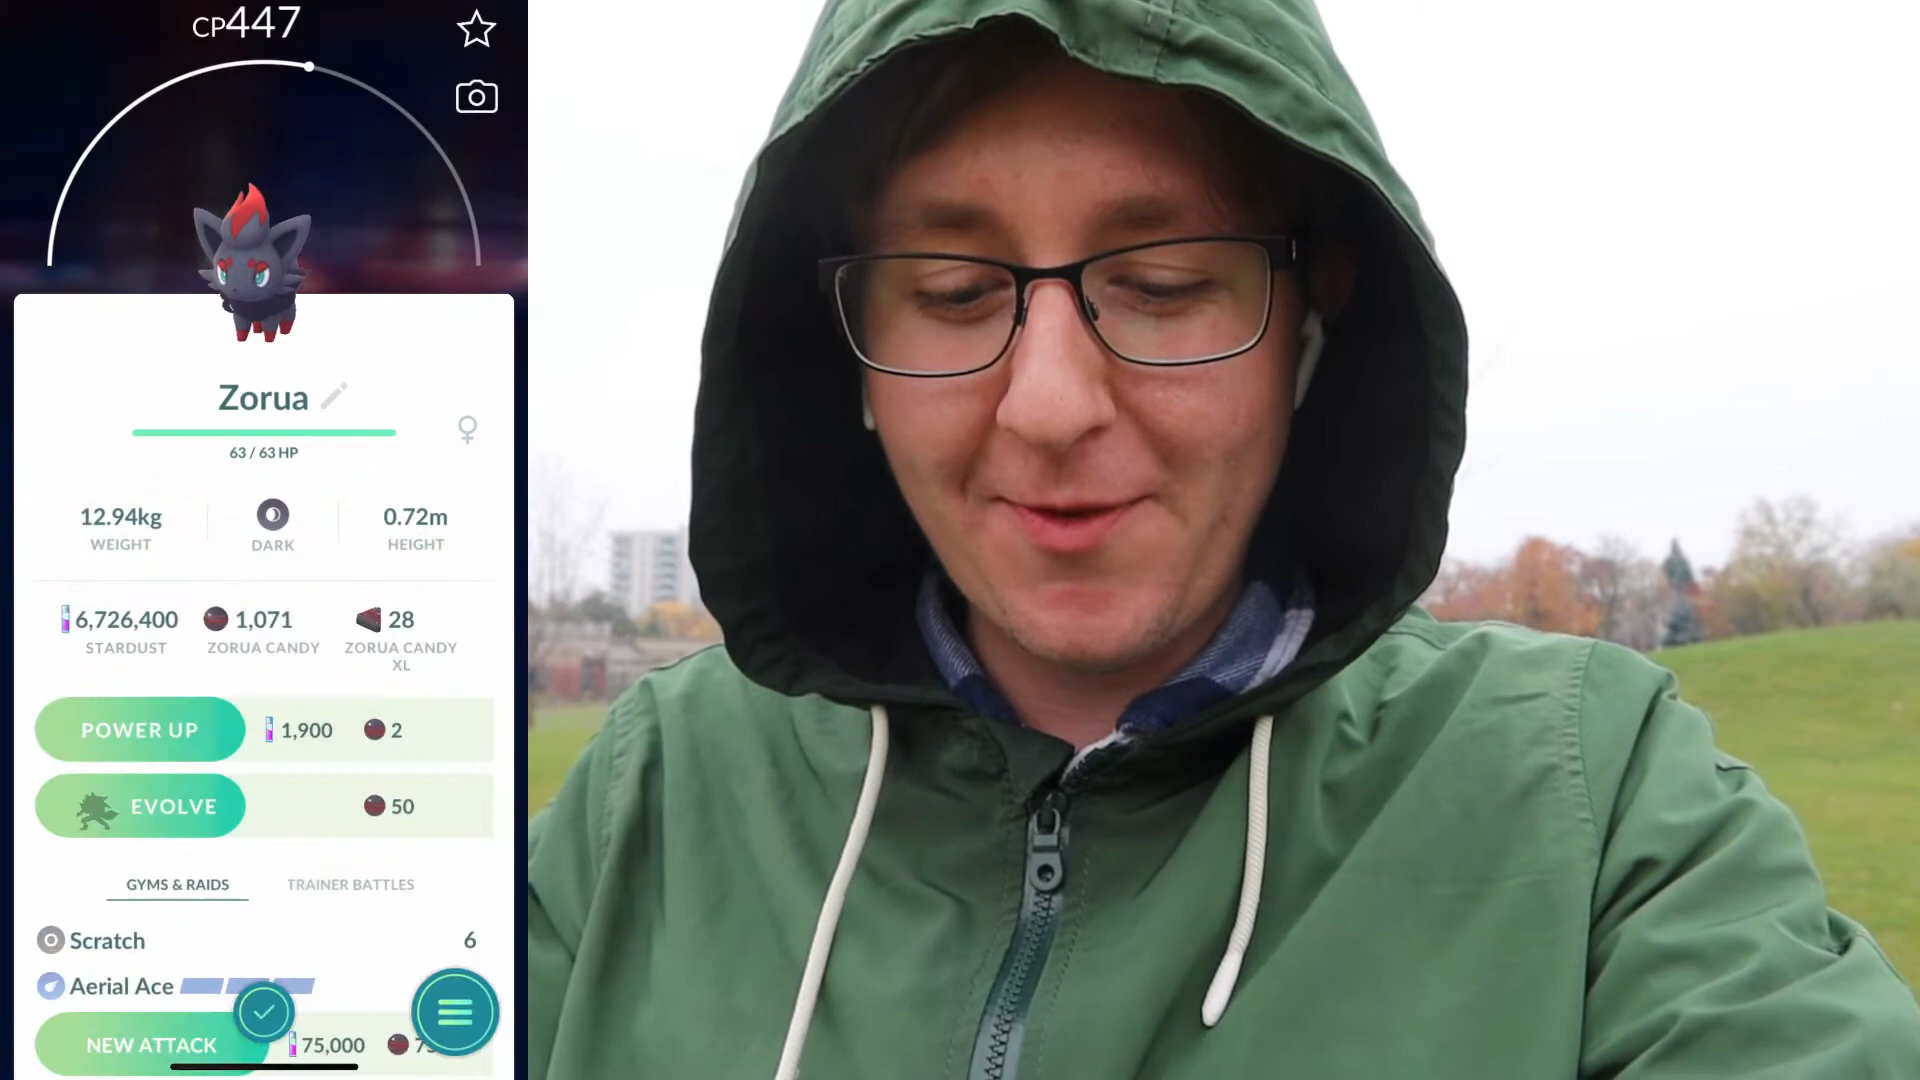 CP447
Zorua
63 / 63 HP
12.94kg
WEIGHT
DARK
0.72m
HEIGHT
6,726,400
STARDUST
1,071
ZORUA CANDY
28
ZORUA CANDY
XL
POWER UP 1,900 2
EVOLVE 50
GYMS & RAIDS TRAINER BATTLES
Scratch 6
Aerial Ace
NEW ATTACK 75,000